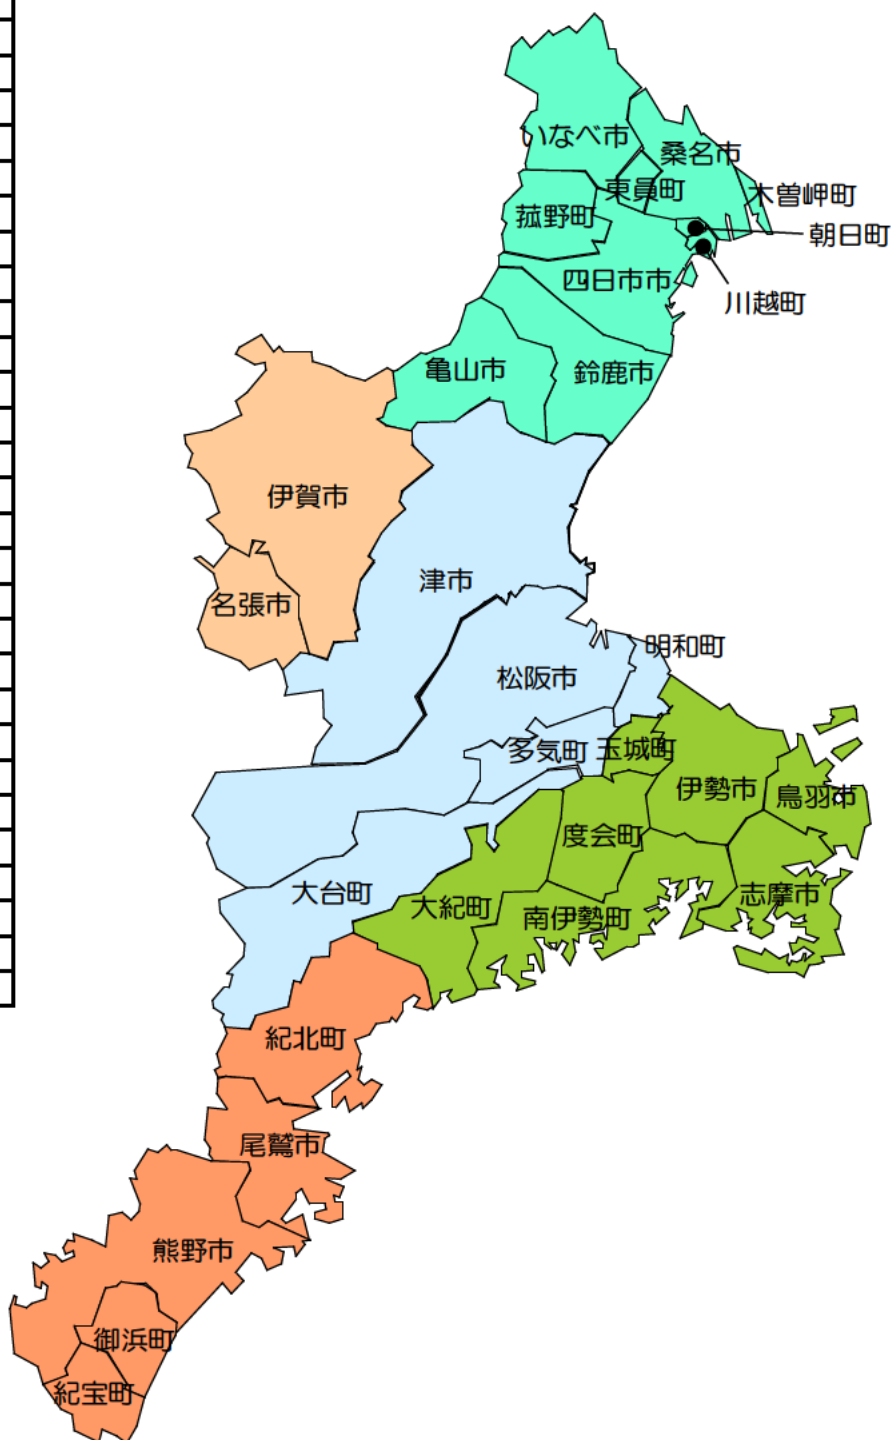 いなべ市
桑名市
東員町
木曽岬町
菰野町
朝日町
四日市市
川越町
亀山市
鈴鹿市
伊賀市
津市
名張市
明和町
松阪市
多気町
玉城町
伊勢市
鳥羽市
度会町
大台町
志摩市
大紀町
南伊勢町
紀北町
尾鷲市
熊野市
御浜町
紀宝町